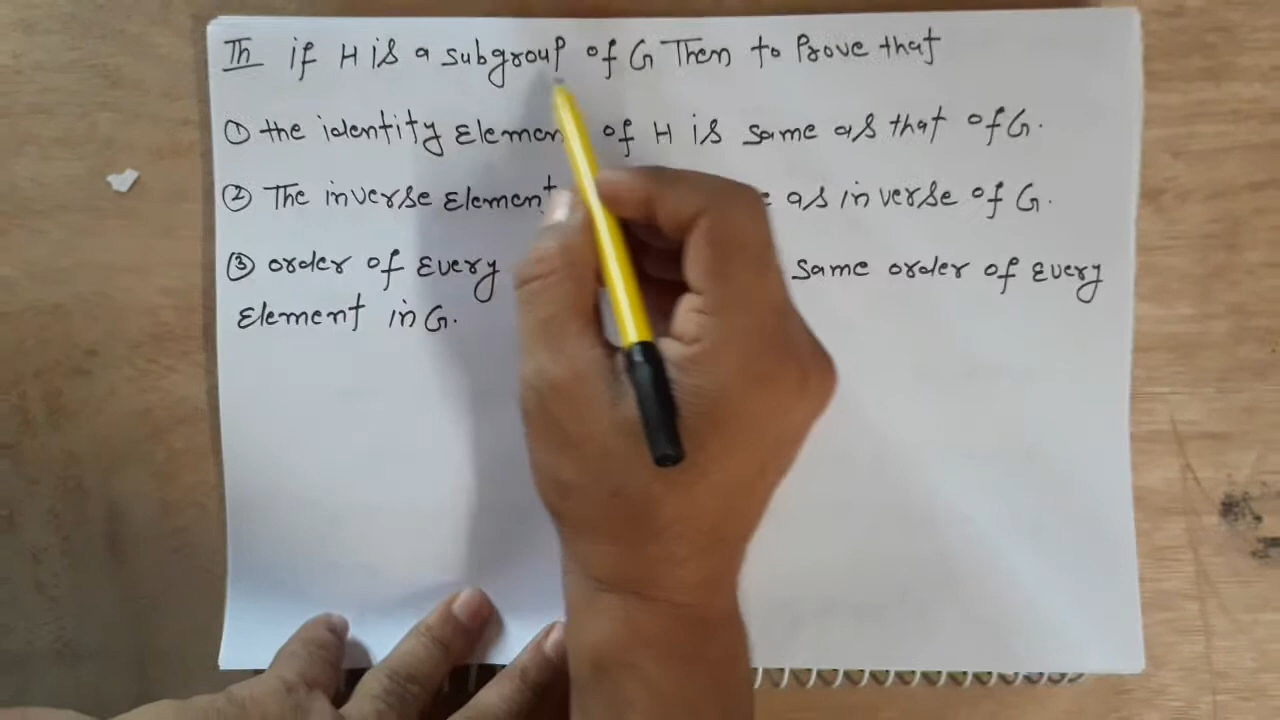 Th if H is a subgroup of G Then to Prove that
① the identity Elemen of H is same as that of G.
② The inverse Element as inverse of G.
③ order of Every same order of Every
Element in G.